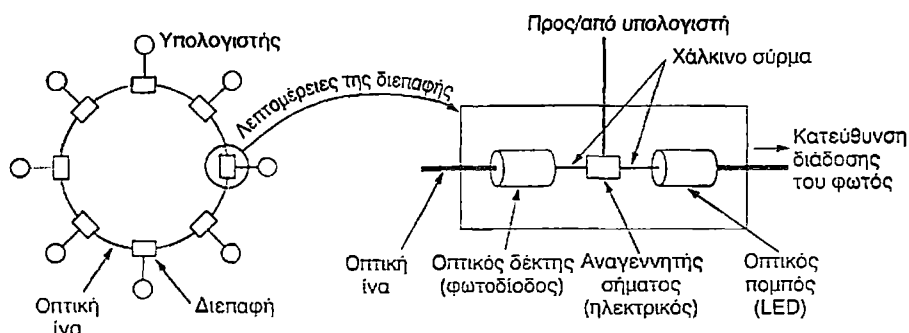 Υπολογιστής
Οπτική
ίνα
Διεπαφή
Λεπτομέρειες της διεπαφής
Προς/από υπολογιστή
Χάλκινο σύρμα
Κατεύθυνση
διάδοσης
του φωτός
Οπτική
ίνα
Οπτικός δέκτης
(φωτοδίοδος)
Αναγεννητής
σήματος
(ηλεκτρικός)
Οπτικός
πομπός
(LED)